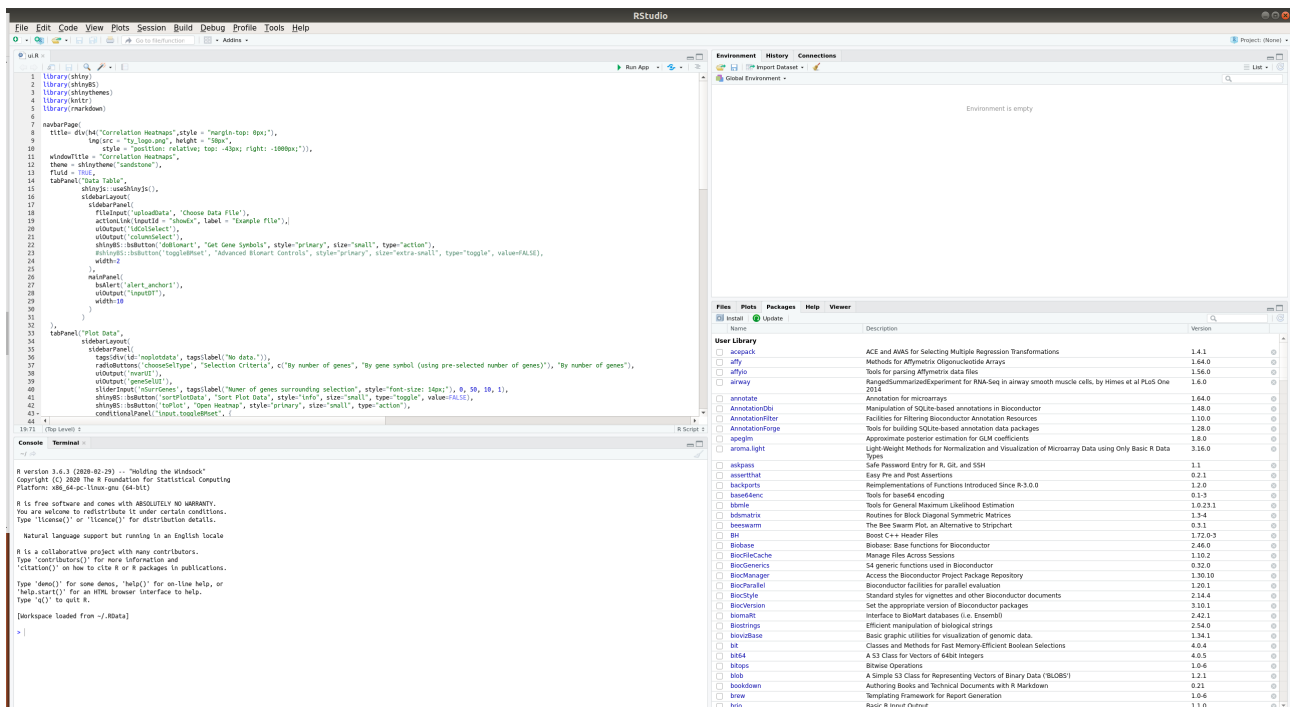 RStudio
File Edit Code View Plots Session Build Debug Profile Tools Help
Go to file/function Addins Project: (None)
ui.R
Run App
1 library(shiny)
2 library(shinyBS)
3 library(shinythemes)
4 library(knitr)
5 library(rmarkdown)
6
7 navbarPage(
8 title= div(h4("Correlation Heatmaps",style = "margin-top: 0px;"),
9 img(src = "ty_logo.png", height = "50px",
10 style = "position: relative; top: -43px; right: -1000px;")),
11 windowTitle = "Correlation Heatmaps",
12 theme = shinytheme("sandstone"),
13 fluid = TRUE,
14 tabPanel("Data Table",
15 shinyjs::useShinyjs(),
16 sidebarLayout(
17 sidebarPanel(
18 fileInput('uploadData', 'Choose Data File'),
19 actionLink(inputId = "showEx", label = "Example file"),
20 uiOutput('idColSelect'),
21 uiOutput('columnSelect'),
22 shinyBS::bsButton('doBiomart', "Get Gene Symbols", style="primary", size="small", type="action"),
23 #shinyBS::bsButton('toggleBMset', "Advanced Biomart Controls", style="primary", size="extra-small", type="toggle", value=FALSE),
24 width=2
25 ),
26 mainPanel(
27 bsAlert('alert_anchor1'),
28 uiOutput("inputDT"),
29 width=10
30 )
31 )
32 ),
33 tabPanel("Plot Data",
34 sidebarLayout(
35 sidebarPanel(
36 tags$div(id='noplotdata', tags$label("No data.")),
37 radioButtons('chooseSelType', "Selection Criteria", c("By number of genes", "By gene symbol (using pre-selected number of genes)"), "By number of genes"),
38 uiOutput('nvarUI'),
39 uiOutput('geneSelUI'),
40 sliderInput('nSurrGenes', tags$label("Numer of genes surrounding selection", style="font-size: 14px;"), 0, 50, 10, 1),
41 shinyBS::bsButton('sortPlotData', "Sort Plot Data", style="info", size="small", type="toggle", value=FALSE),
42 shinyBS::bsButton('toPlot', "Open Heatmap", style="primary", size="small", type="action"),
43 conditionalPanel("input.toggleBMset", {
44
19:71 (Top Level) R Script
Console Terminal
~/
R version 3.6.3 (2020-02-29) -- "Holding the Windsock"
Copyright (C) 2020 The R Foundation for Statistical Computing
Platform: x86_64-pc-linux-gnu (64-bit)
R is free software and comes with ABSOLUTELY NO WARRANTY.
You are welcome to redistribute it under certain conditions.
Type 'license()' or 'licence()' for distribution details.
Natural language support but running in an English locale
R is a collaborative project with many contributors.
Type 'contributors()' for more information and
'citation()' on how to cite R or R packages in publications.
Type 'demo()' for some demos, 'help()' for on-line help, or
'help.start()' for an HTML browser interface to help.
Type 'q()' to quit R.
[Workspace loaded from ~/.RData]
>
Environment History Connections
Import Dataset List
Global Environment
Environment is empty
Files Plots Packages Help Viewer
Install Update
Name Description Version
User Library
acepack ACE and AVAS for Selecting Multiple Regression Transformations 1.4.1
affy Methods for Affymetrix Oligonucleotide Arrays 1.64.0
affyio Tools for parsing Affymetrix data files 1.56.0
airway RangedSummarizedExperiment for RNA-Seq in airway smooth muscle cells, by Himes et al PLoS One 1.6.0
2014
annotate Annotation for microarrays 1.64.0
AnnotationDbi Manipulation of SQLite-based annotations in Bioconductor 1.48.0
AnnotationFilter Facilities for Filtering Bioconductor Annotation Resources 1.10.0
AnnotationForge Tools for building SQLite-based annotation data packages 1.28.0
apeglm Approximate posterior estimation for GLM coefficients 1.8.0
aroma.light Light-Weight Methods for Normalization and Visualization of Microarray Data using Only Basic R Data 3.16.0
Types
askpass Safe Password Entry for R, Git, and SSH 1.1
assertthat Easy Pre and Post Assertions 0.2.1
backports Reimplementations of Functions Introduced Since R-3.0.0 1.2.0
base64enc Tools for base64 encoding 0.1-3
bbmle Tools for General Maximum Likelihood Estimation 1.0.23.1
bdsmatrix Routines for Block Diagonal Symmetric Matrices 1.3-4
beeswarm The Bee Swarm Plot, an Alternative to Stripchart 0.3.1
BH Boost C++ Header Files 1.72.0-3
Biobase Biobase: Base functions for Bioconductor 2.46.0
BiocFileCache Manage Files Across Sessions 1.10.2
BiocGenerics S4 generic functions used in Bioconductor 0.32.0
BiocManager Access the Bioconductor Project Package Repository 1.30.10
BiocParallel Bioconductor facilities for parallel evaluation 1.20.1
BiocStyle Standard styles for vignettes and other Bioconductor documents 2.14.4
BiocVersion Set the appropriate version of Bioconductor packages 3.10.1
biomaRt Interface to BioMart databases (i.e. Ensembl) 2.42.1
Biostrings Efficient manipulation of biological strings 2.54.0
biovizBase Basic graphic utilities for visualization of genomic data. 1.34.1
bit Classes and Methods for Fast Memory-Efficient Boolean Selections 4.0.4
bit64 A S3 Class for Vectors of 64bit Integers 4.0.5
bitops Bitwise Operations 1.0-6
blob A Simple S3 Class for Representing Vectors of Binary Data ('BLOBS') 1.2.1
bookdown Authoring Books and Technical Documents with R Markdown 0.21
brew Templating Framework for Report Generation 1.0-6
brio Basic R Input Output 1.1.0